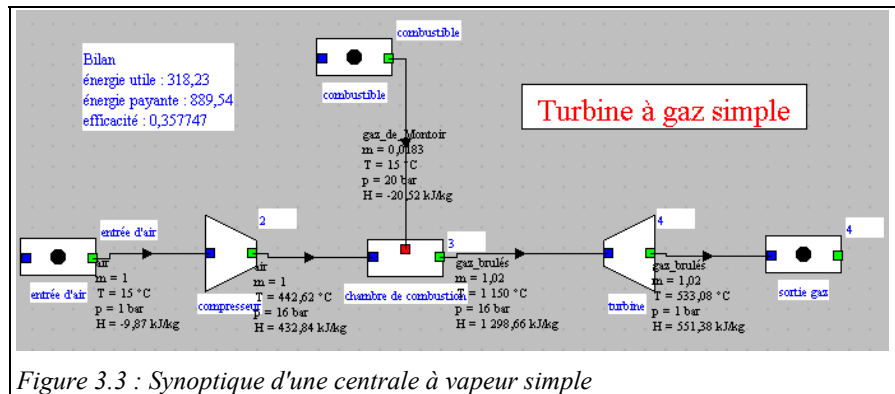 combustible
Bilan
énergie utile : 318,23
énergie payante : 889,54
efficacité : 0,357747
combustible
Turbine à gaz simple
gaz_de_Montoir
m = 0,0183
T = 15 °C
p = 20 bar
H = -20,52 kJ/kg
entrée d'air
entrée d'air
air
m = 1
T = 15 °C
p = 1 bar
H = -9,87 kJ/kg
2
compresseur
air
m = 1
T = 442,62 °C
p = 16 bar
H = 432,84 kJ/kg
chambre de combustion
3
gaz_brulés
m = 1,02
T = 1 150 °C
p = 16 bar
H = 1 298,66 kJ/kg
4
turbine
gaz_brulés
m = 1,02
T = 533,08 °C
p = 1 bar
H = 551,38 kJ/kg
4
sortie gaz
Figure 3.3 : Synoptique d'une centrale à vapeur simple